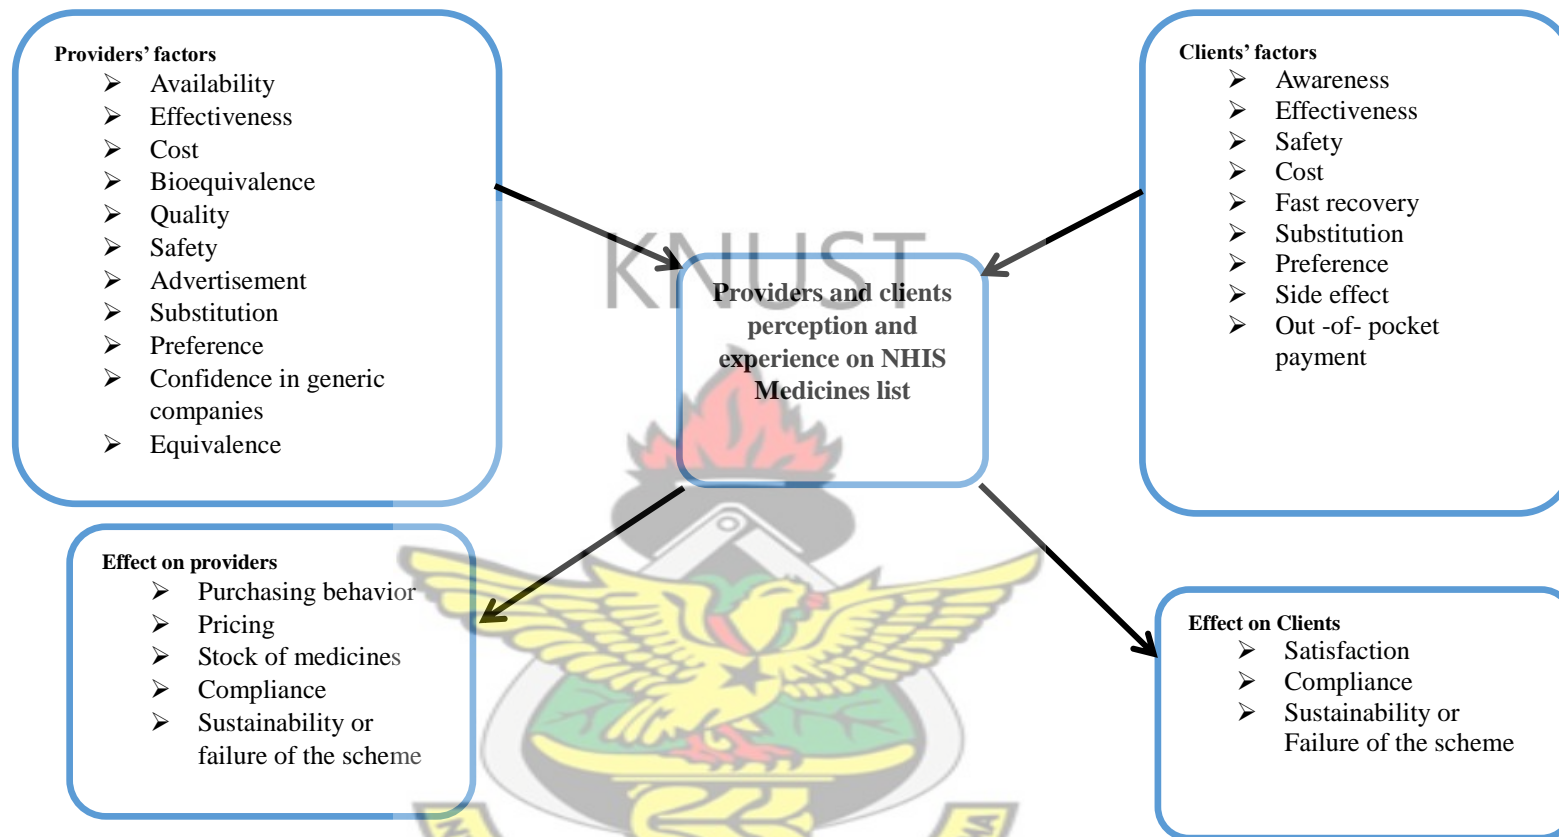 Providers' factors
➢ Availability
➢ Effectiveness
➢ Cost
➢ Bioequivalence
➢ Quality
➢ Safety
➢ Advertisement
➢ Substitution
➢ Preference
➢ Confidence in generic
companies
➢ Equivalence
Clients' factors
➢ Awareness
➢ Effectiveness
➢ Safety
➢ Cost
➢ Fast recovery
➢ Substitution
➢ Preference
➢ Side effect
➢ Out -of- pocket
payment
KNUST
Providers and clients
perception and
experience on NHIS
Medicines list
Effect on providers
➢ Purchasing behavior
➢ Pricing
➢ Stock of medicines
➢ Compliance
➢ Sustainability or
failure of the scheme
Effect on Clients
➢ Satisfaction
➢ Compliance
➢ Sustainability or
Failure of the scheme